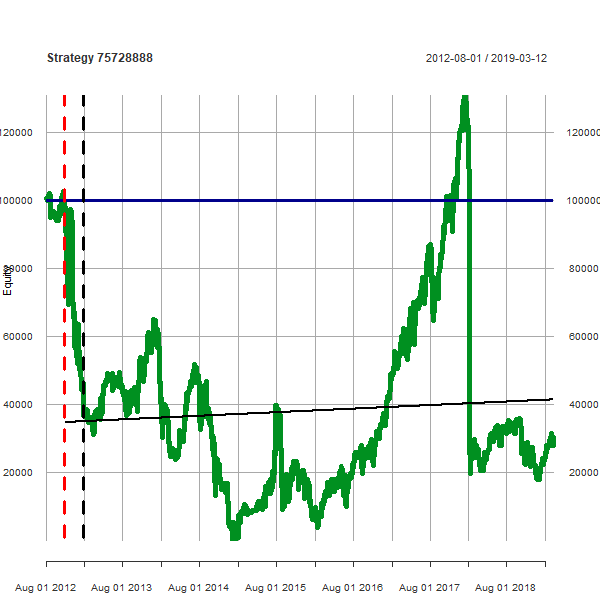 Strategy 75728888
2012-08-01 / 2019-03-12
120000
120000
100000
100000
80000
80000
Equity
60000
60000
40000
40000
20000
20000
Aug 01 2012
Aug 01 2013
Aug 01 2014
Aug 01 2015
Aug 01 2016
Aug 01 2017
Aug 01 2018